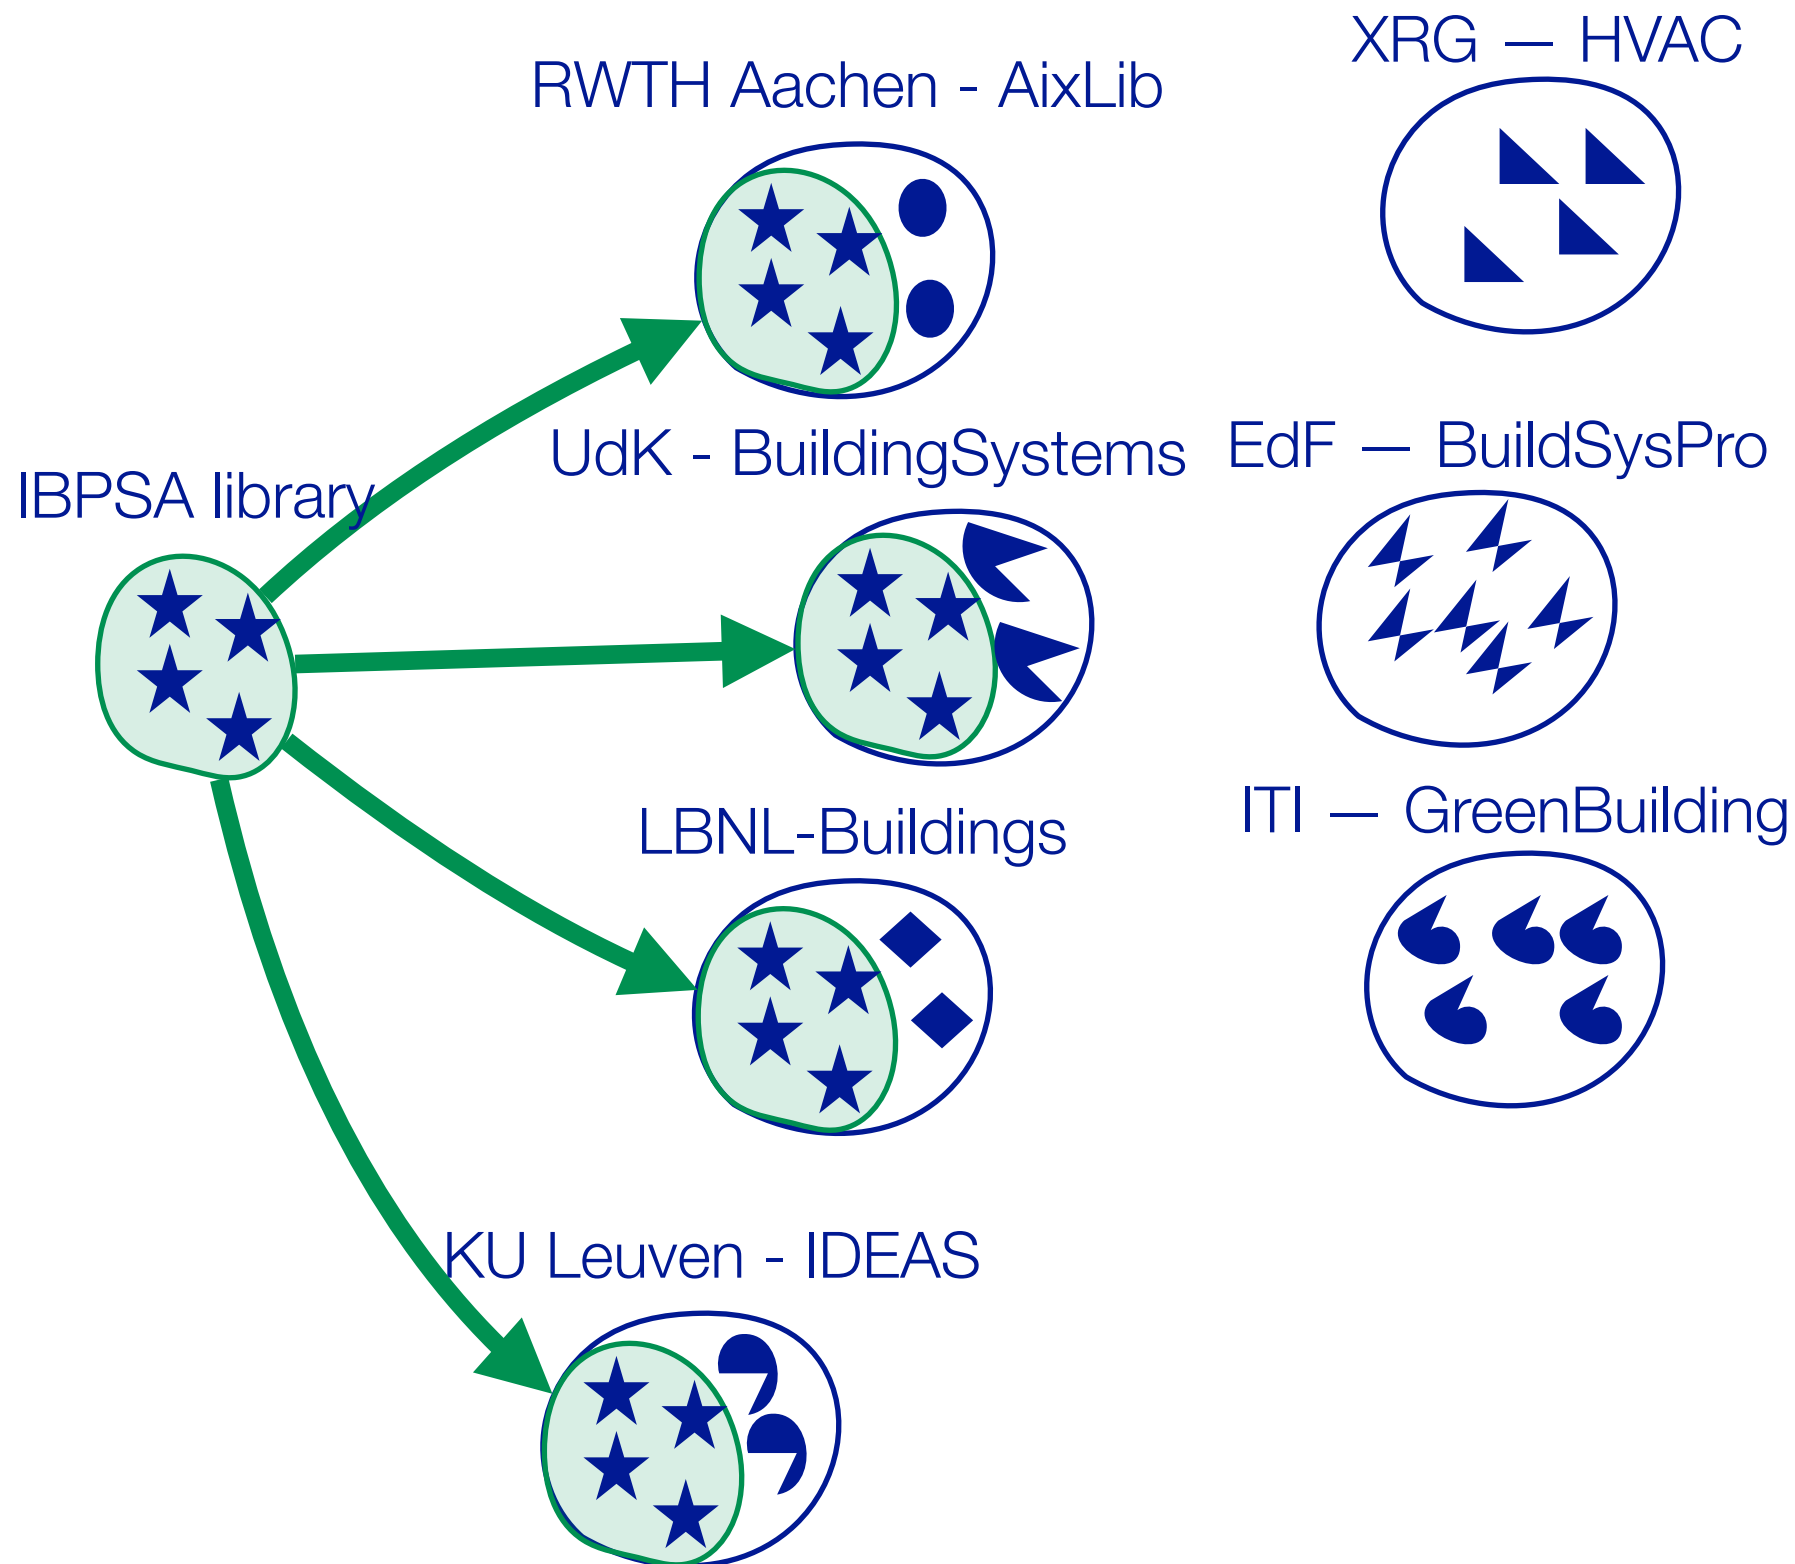 XRG — HVAC
RWTH Aachen - AixLib
UdK - BuildingSystems
EdF — BuildSysPro
IBPSA library
LBNL-Buildings
ITI — GreenBuilding
KU Leuven - IDEAS